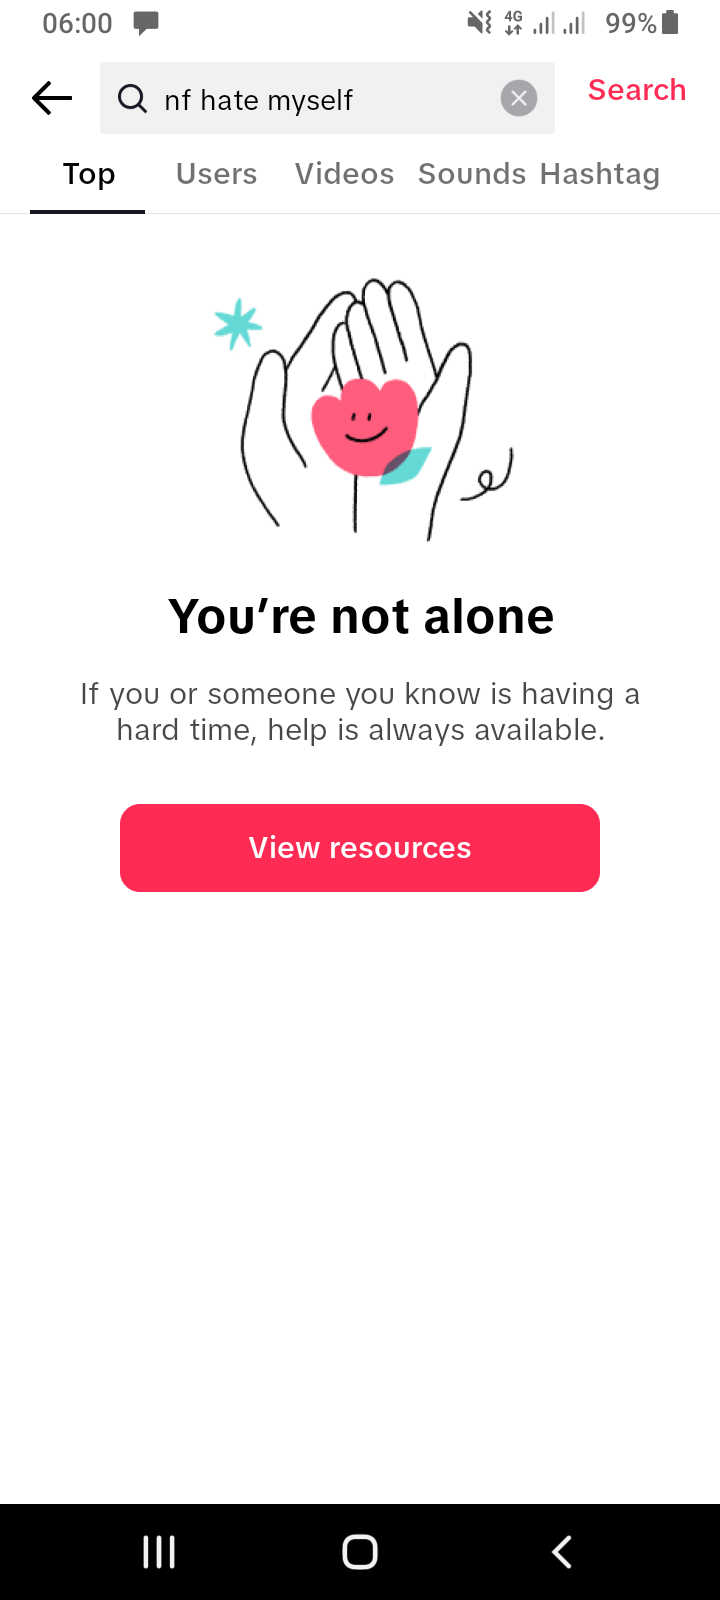 06:00 4G 99%
nf hate myself Search
Top Users Videos Sounds Hashtag
You're not alone
If you or someone you know is having a
hard time, help is always available.
View resources